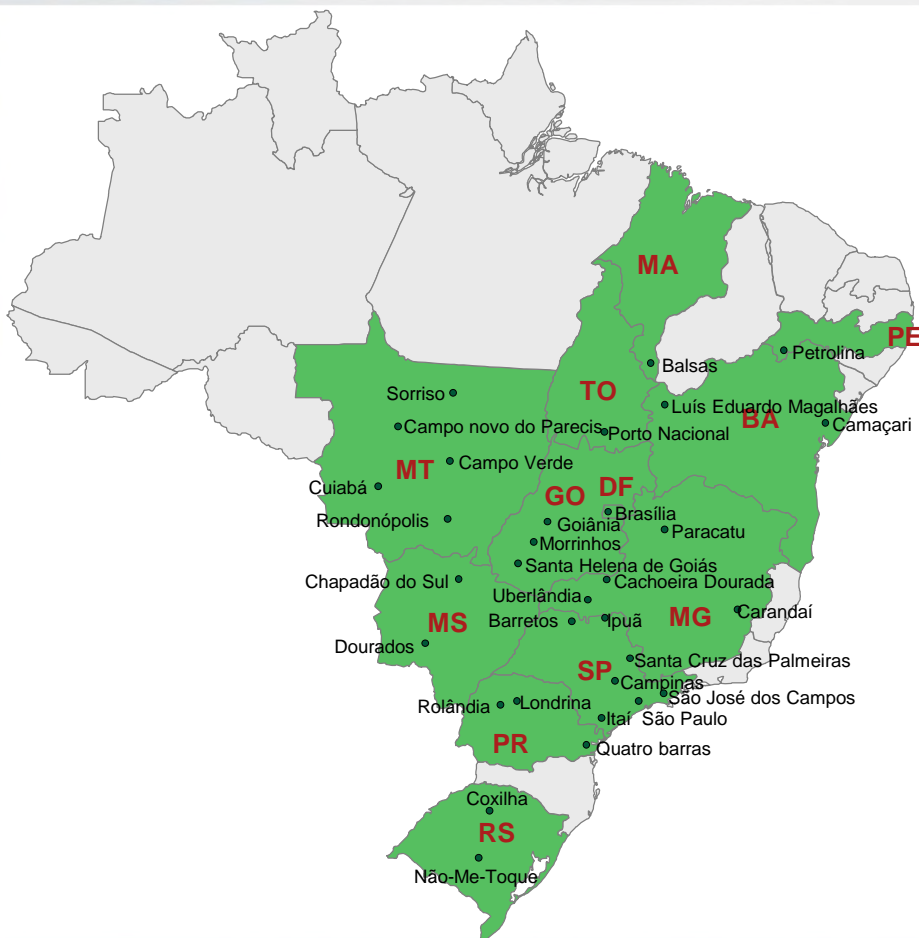 MA
PE
Petrolina
Balsas
Sorriso
TO
Luís Eduardo Magalhães
BA
Camaçari
Campo novo do Parecis
Porto Nacional
MT
Campo Verde
Cuiabá
GO
DF
Brasília
Rondonópolis
Goiânia
Paracatu
Morrinhos
Santa Helena de Goiás
Chapadão do Sul
Cachoeira Dourada
Uberlândia
MS
Barretos
Ipuã
MG
Carandaí
Dourados
Santa Cruz das Palmeiras
SP
Campinas
São José dos Campos
Rolândia
Londrina
Itaí
São Paulo
PR
Quatro barras
Coxilha
RS
Não-Me-Toque